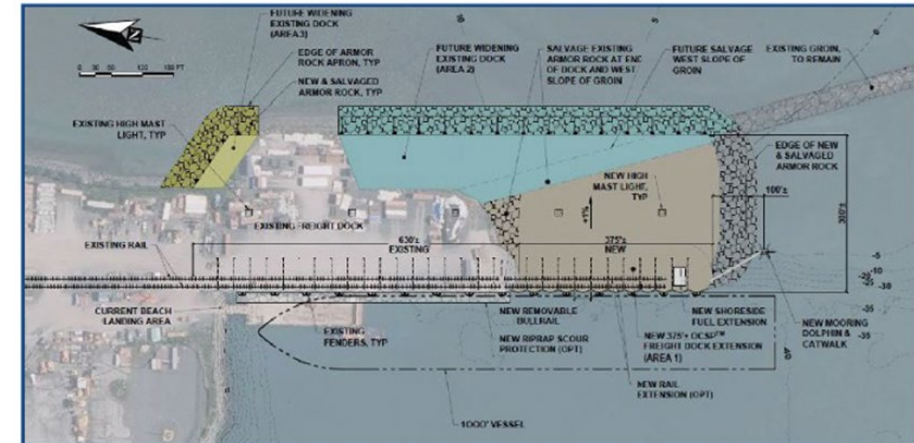 FUTURE WIDENING
EXISTING DOCK
(AREA 3)
EDGE OF ARMOR
ROCK APRON, TYP
NEW & SALVAGED
ARMOR ROCK, TYP
EXISTING HIGH MAST
LIGHT, TYP
FUTURE WIDENING
EXISTING DOCK
(AREA 2)
SALVAGE EXISTING
ARMOR ROCK AT END
OF DOCK AND WEST
SLOPE OF GROIN
FUTURE SALVAGE
WEST SLOPE OF
GROIN
EXISTING GROIN,
TO REMAIN
EDGE OF NEW
& SALVAGED
ARMOR ROCK
NEW HIGH
MAST LIGHT,
TYP
100'±
EXISTING FREIGHT DOCK
EXISTING RAIL
630'±
EXISTING
375'±
NEW
-5
-10
-30
-35
CURRENT BEACH
LANDING AREA
EXISTING
FENDERS, TYP
NEW REMOVABLE
BULLRAIL
NEW RIPRAP SCOUR
PROTECTION (OPT)
NEW 375'± OCSP™
FREIGHT DOCK EXTENSION
(AREA 1)
NEW SHORESIDE
FUEL EXTENSION
NEW MOORING
DOLPHIN &
CATWALK
-35
NEW RAIL
EXTENSION (OPT)
1000' VESSEL